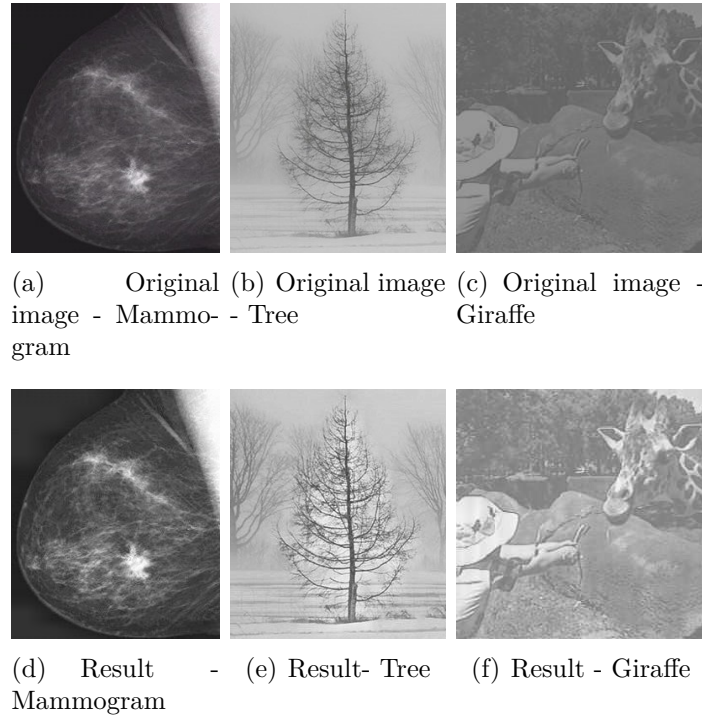 (a) Original
image - Mammo-
gram
(b) Original image
- Tree
(c) Original image -
Giraffe
(d) Result -
Mammogram
(e) Result- Tree
(f) Result - Giraffe